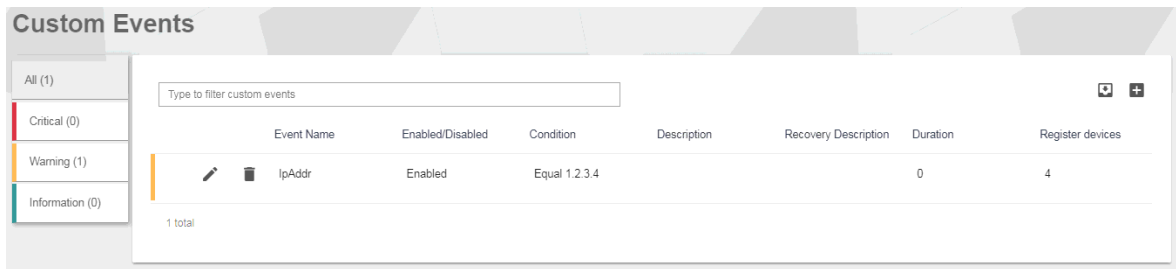 Custom Events
All (1)
Critical (0)
Warning (1)
Information (0)
Type to filter custom events
Event Name Enabled/Disabled Condition Description Recovery Description Duration Register devices
IpAddr Enabled Equal 1.2.3.4 0 4
1 total